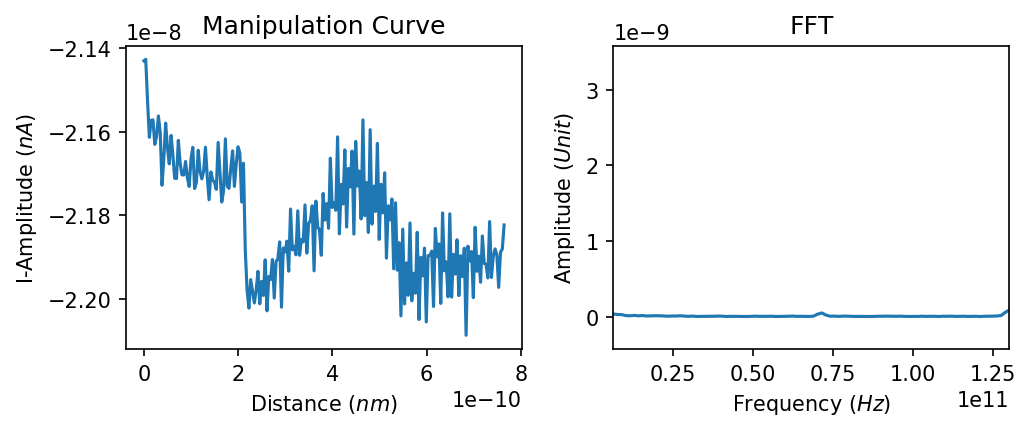 Manipulation Curve
1e−8
−2.14
−2.16
−2.18
−2.20
I-Amplitude (nA)
0
2
4
6
8
1e−10
Distance (nm)
FFT
1e−9
3
2
1
0
Amplitude (Unit)
0.25
0.50
0.75
1.00
1.25
1e11
Frequency (Hz)